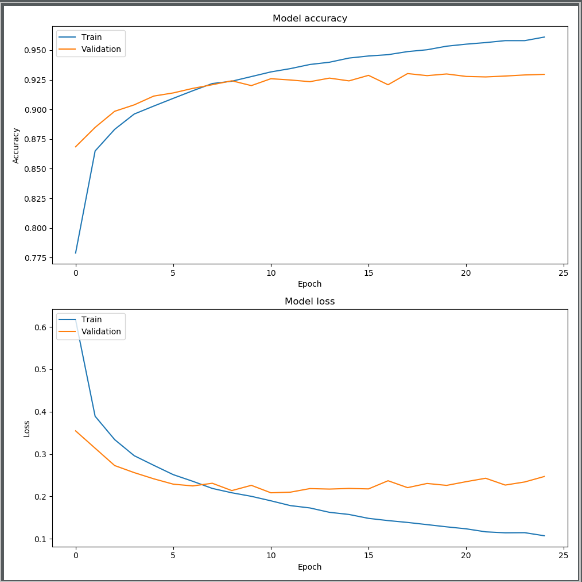 Model accuracy
Train
Validation
0.950
0.925
0.900
0.875
0.850
0.825
0.800
0.775
Accuracy
0 5 10 15 20 25
Epoch
Model loss
Train
Validation
0.6
0.5
0.4
0.3
0.2
0.1
Loss
0 5 10 15 20 25
Epoch